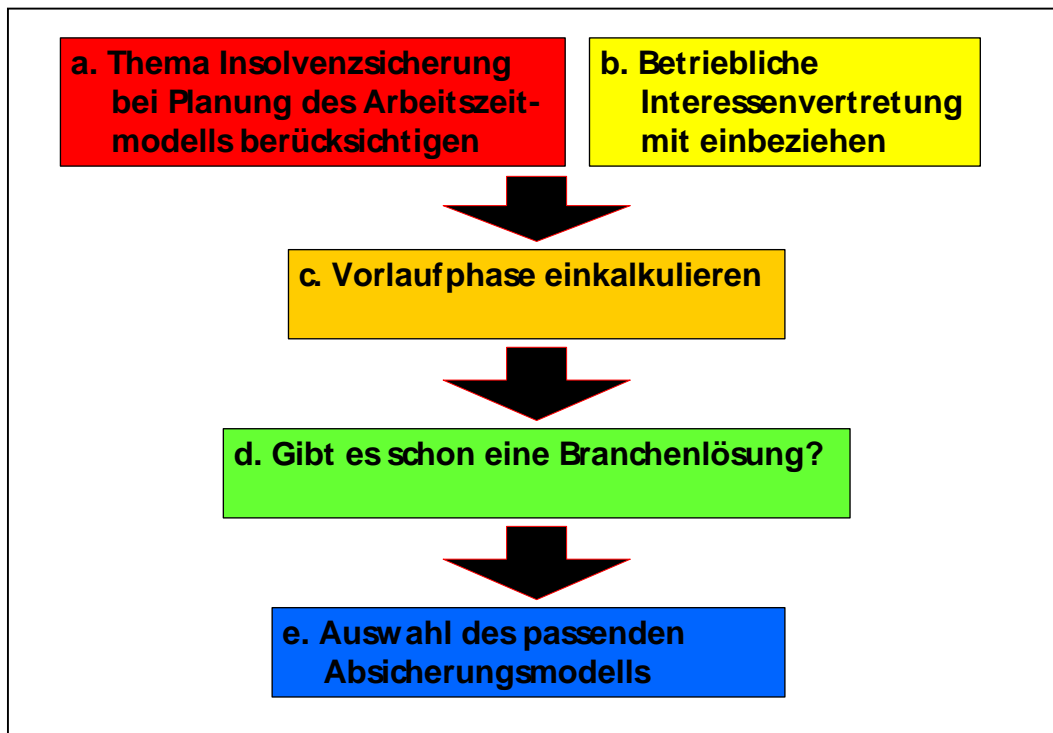 a. Thema Insolvenzsicherung
bei Planung des Arbeitszeit-
modells berücksichtigen
b. Betriebliche
Interessenvertretung
mit einbeziehen
c. Vorlaufphase einkalkulieren
d. Gibt es schon eine Branchenlösung?
e. Auswahl des passenden
Absicherungsmodells